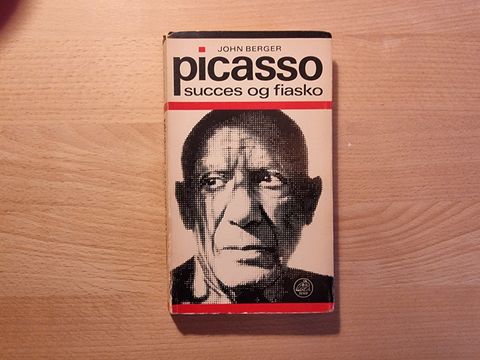 JOHN BERGER
picasso
succes og fiasko